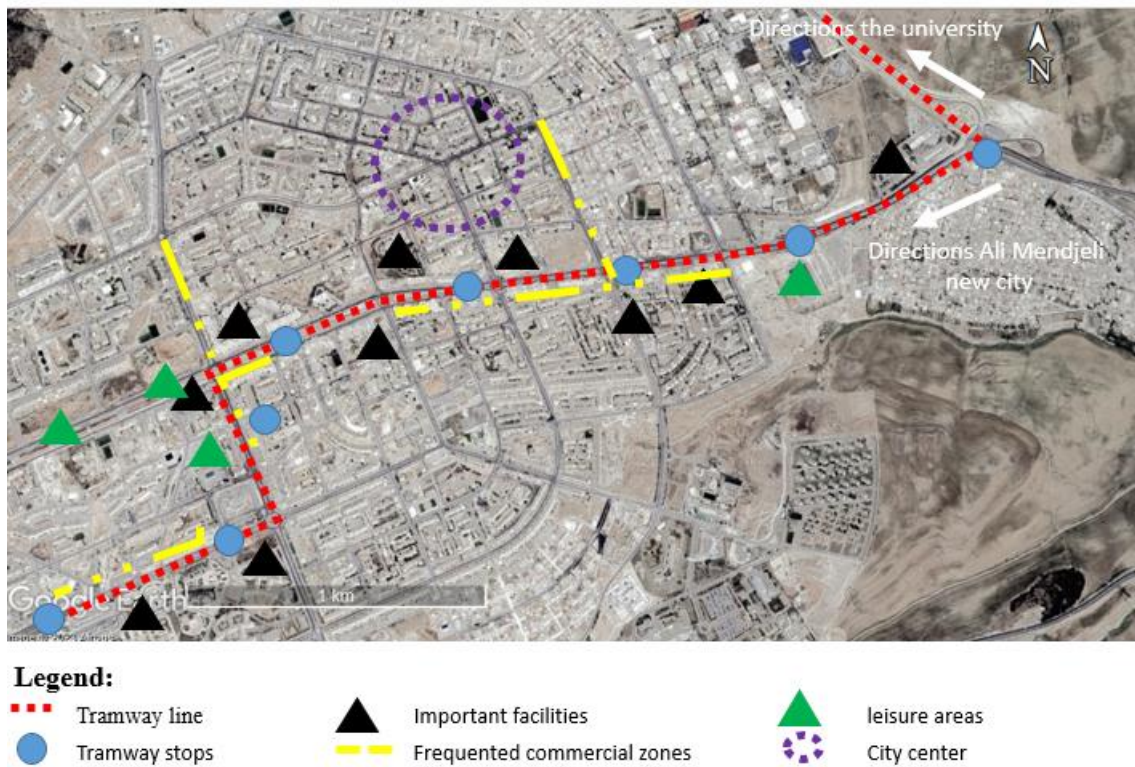 Directions the university
N
Directions Ali Mendjeli
new city
Google Earth
1 km
Legend:
Tramway line
Important facilities
leisure areas
Tramway stops
Frequented commercial zones
City center